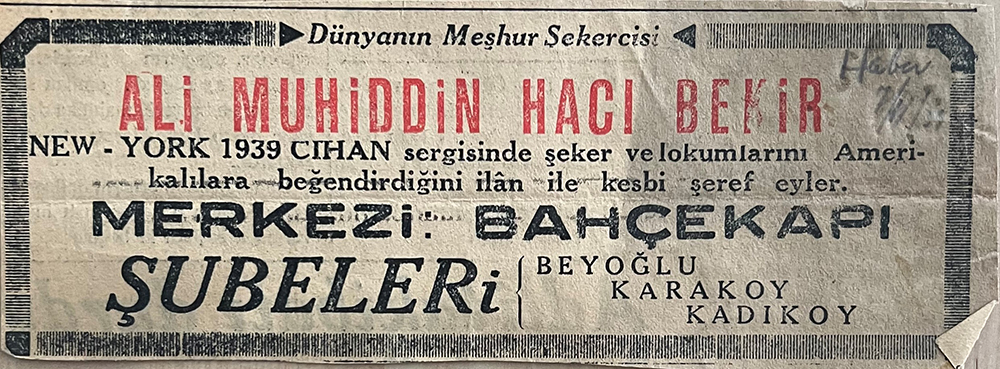 Dünyanın Meşhur Şekercisi
ALİ MUHİDDİN HACI BEKİR
Haber
NEW - YORK 1939 CIHAN sergisinde şeker ve lokumlarını Ameri-
kalılara beğendirdiğini ilân ile kesbi şeref eyler.
MERKEZİ: BAHÇEKAPI
ŞUBELERİ
BEYOĞLU
KARAKOY
KADIKOY